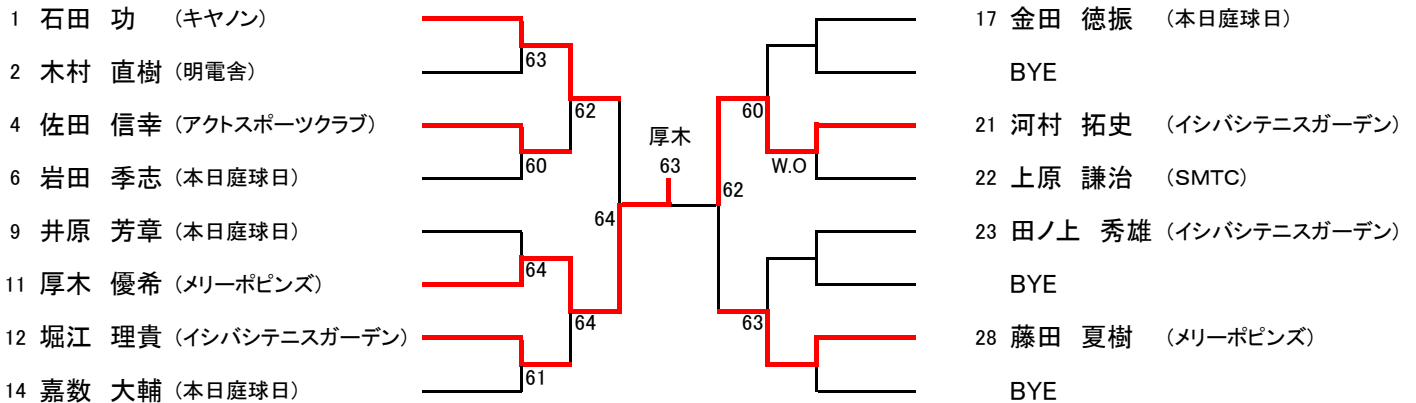 1 石田 功 (キヤノン)
2 木村 直樹 (明電舎)
4 佐田 信幸 (アクトスポーツクラブ)
6 岩田 季志 (本日庭球日)
9 井原 芳章 (本日庭球日)
11 厚木 優希 (メリーポピンズ)
12 堀江 理貴 (イシバシテニスガーデン)
14 嘉数 大輔 (本日庭球日)
63
60
64
61
62
64
64
厚木
63
62
60
63
W.O
17 金田 徳振 (本日庭球日)
BYE
21 河村 拓史 (イシバシテニスガーデン)
22 上原 謙治 (SMTC)
23 田ノ上 秀雄 (イシバシテニスガーデン)
BYE
28 藤田 夏樹 (メリーポピンズ)
BYE